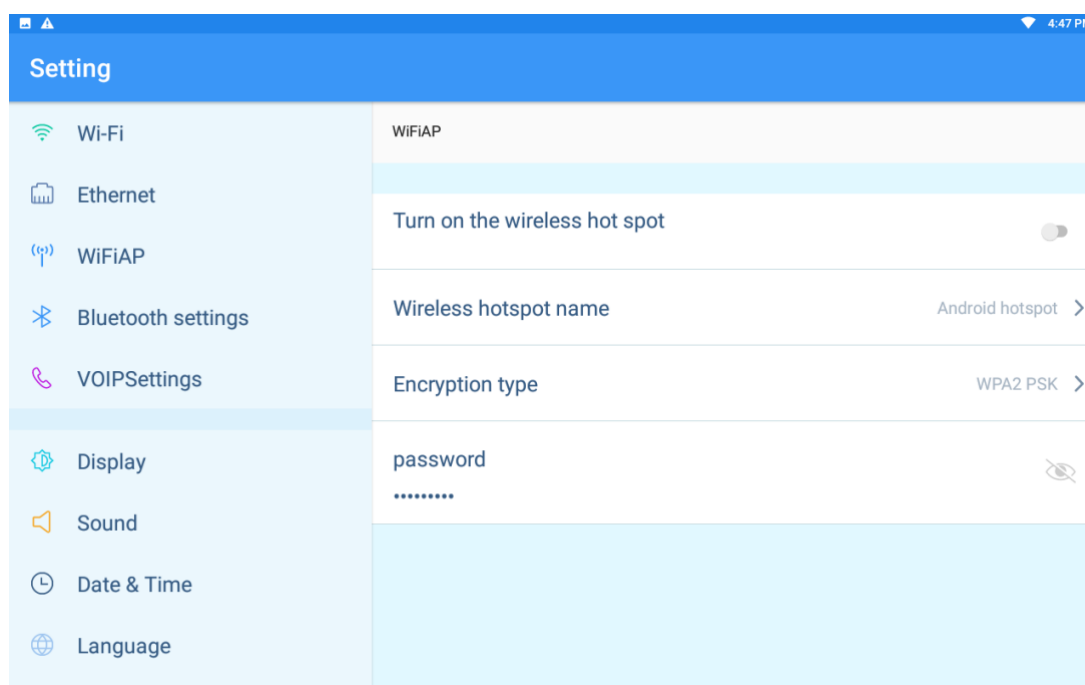 4:47 PM
Setting
Wi-Fi
Ethernet
WiFiAP
Bluetooth settings
VOIPSettings
Display
Sound
Date & Time
Language
WiFiAP
Turn on the wireless hot spot
Wireless hotspot name
Android hotspot
Encryption type
WPA2 PSK
password
•••••••••